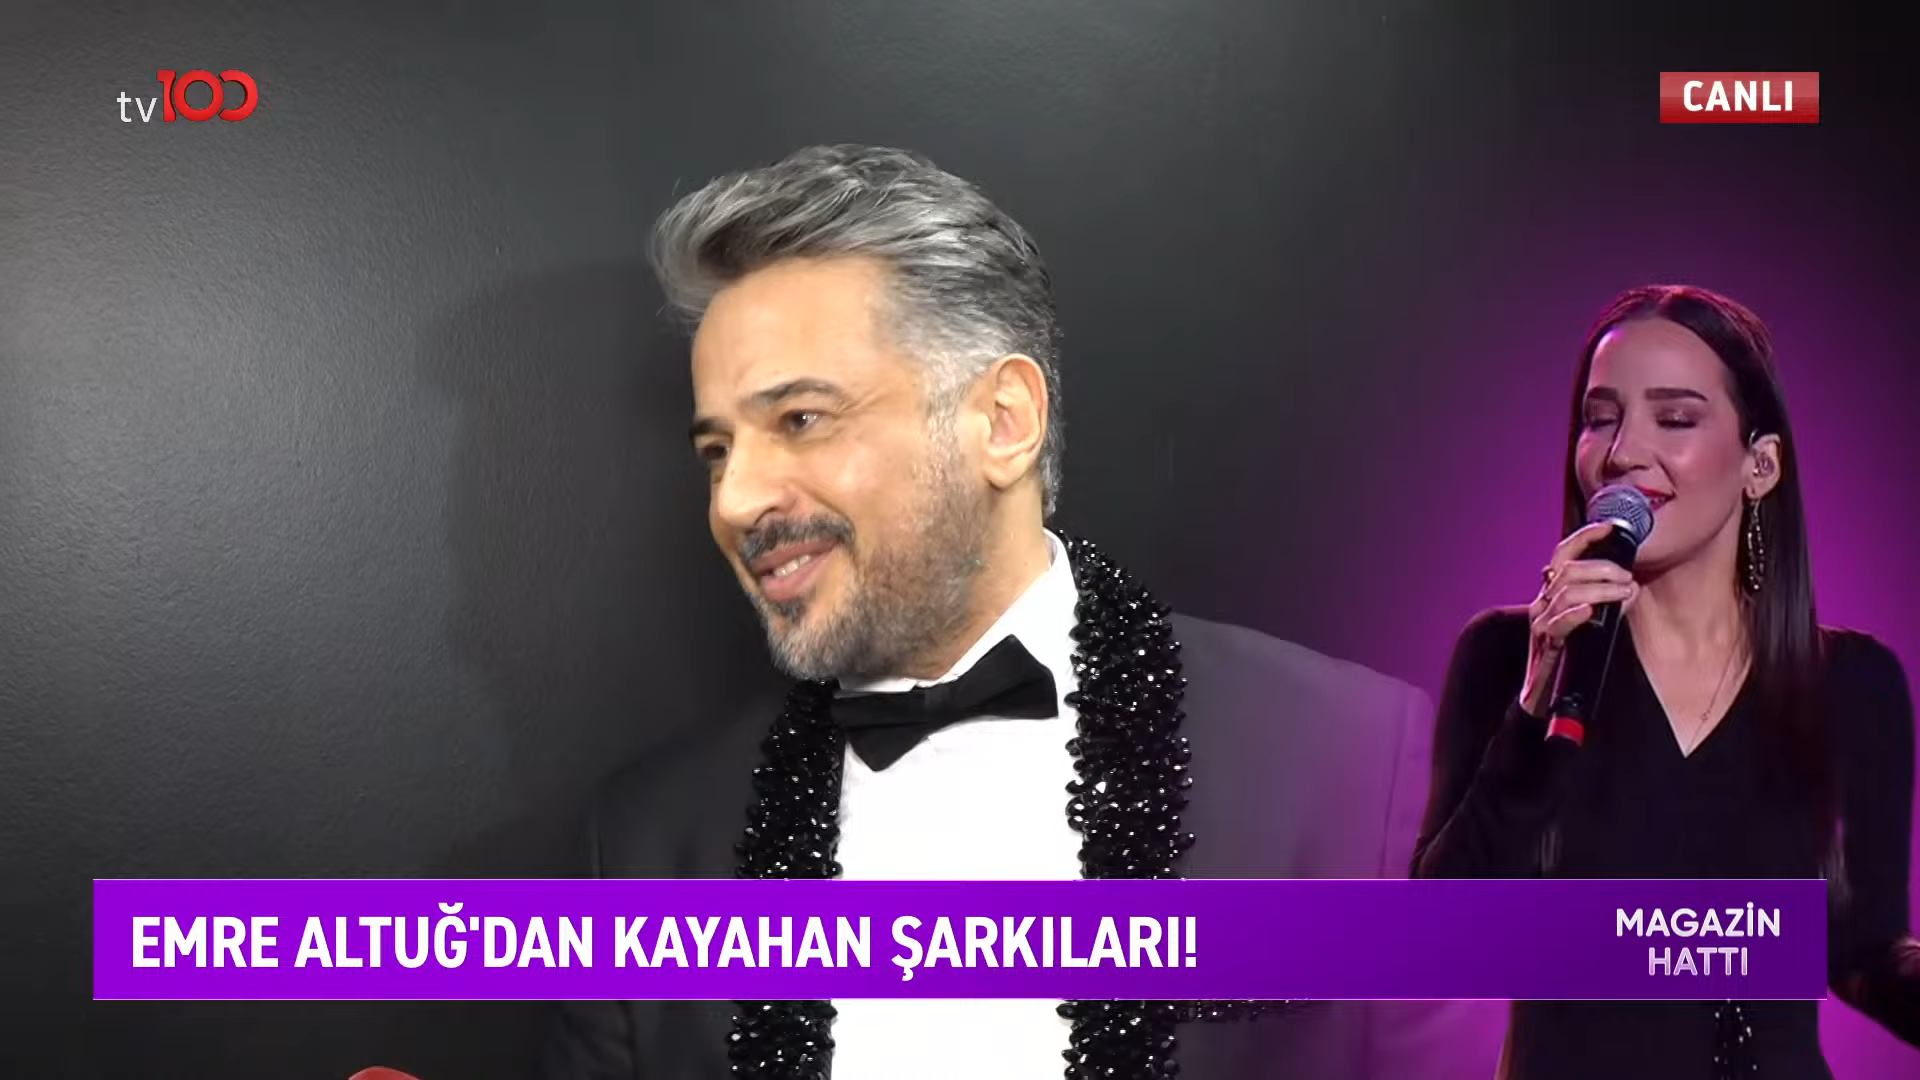 tv100
CANLI
EMRE ALTUĞ'DAN KAYAHAN ŞARKILARI!
MAGAZİN
HATTI